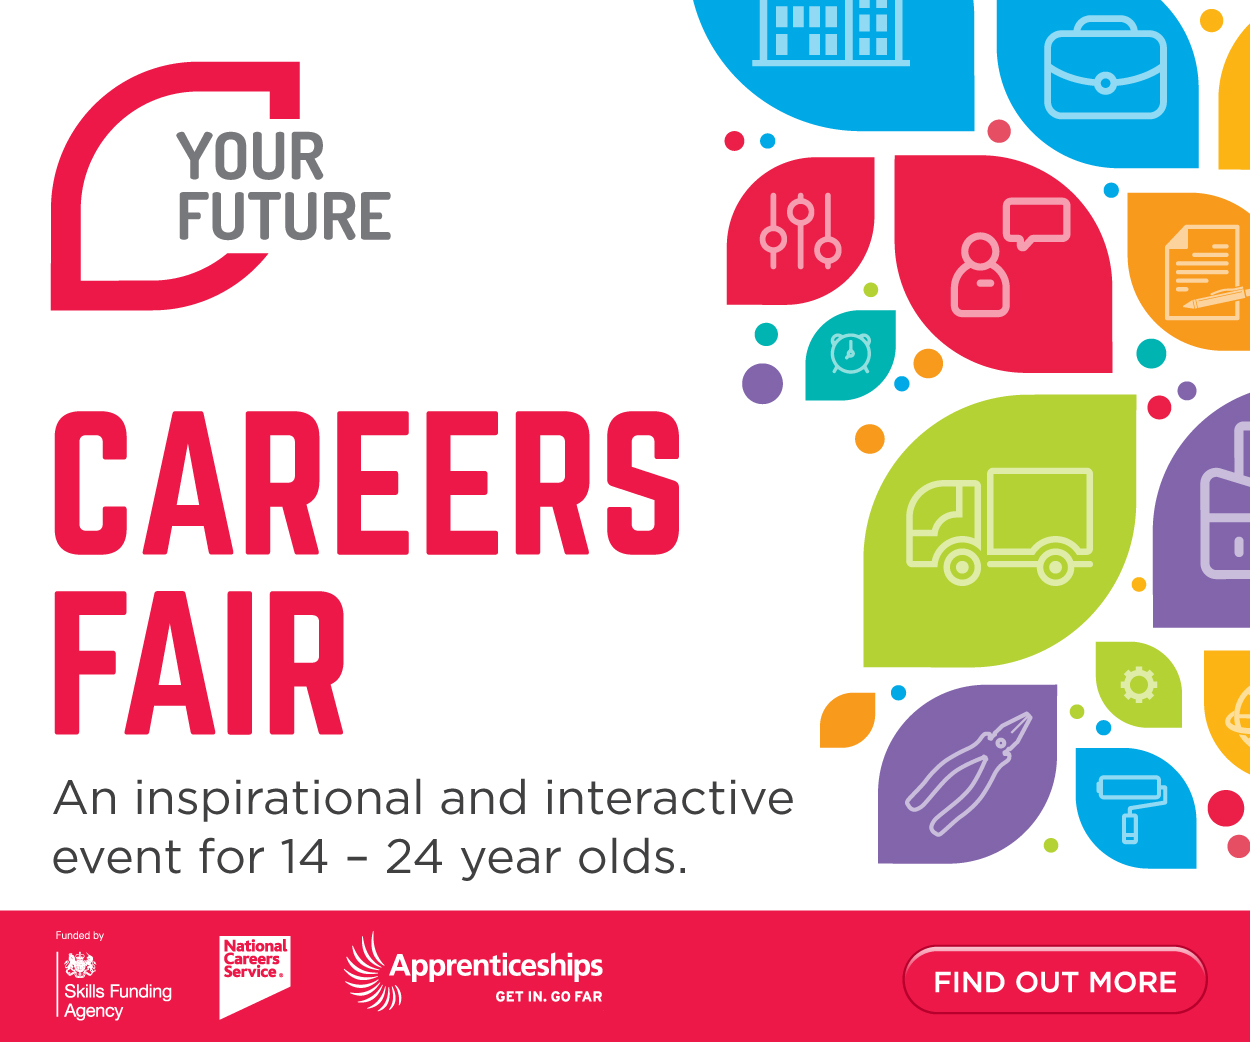 YOUR
FUTURE
CAREERS
FAIR
An inspirational and interactive
event for 14 – 24 year olds.
Funded by
Skills Funding
Agency
National
Careers
Service
Apprenticeships
GET IN. GO FAR
FIND OUT MORE